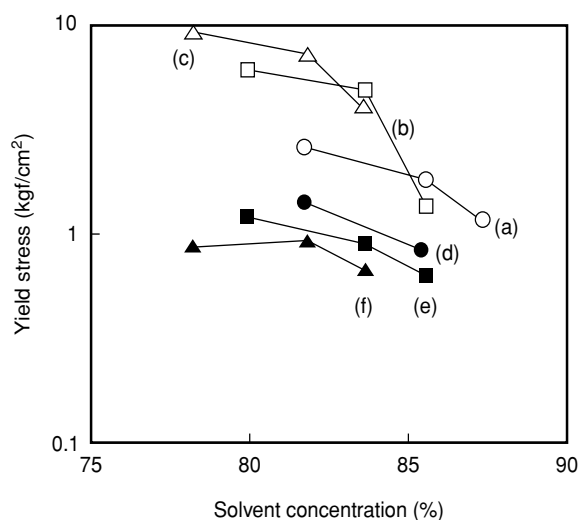 10
(c)
(b)
Yield stress (kgf/cm²)
(a)
1
(d)
(f)
(e)
0.1
75
80
85
90
Solvent concentration (%)